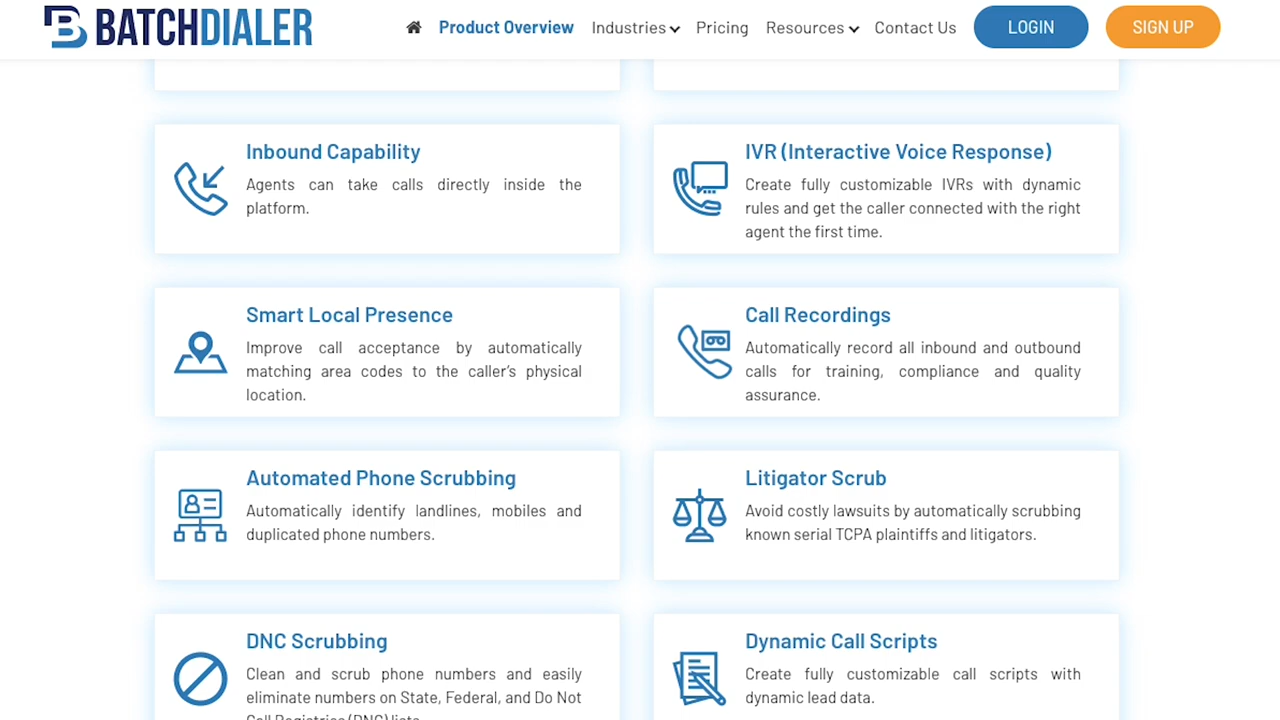 BATCHDIALER
Product Overview
Industries
Pricing
Resources
Contact Us
LOGIN
SIGN UP
Inbound Capability
Agents can take calls directly inside the
platform.
IVR (Interactive Voice Response)
Create fully customizable IVRs with dynamic
rules and get the caller connected with the right
agent the first time.
Smart Local Presence
Improve call acceptance by automatically
matching area codes to the caller's physical
location.
Call Recordings
Automatically record all inbound and outbound
calls for training, compliance and quality
assurance.
Automated Phone Scrubbing
Automatically identify landlines, mobiles and
duplicated phone numbers.
Litigator Scrub
Avoid costly lawsuits by automatically scrubbing
known serial TCPA plaintiffs and litigators.
DNC Scrubbing
Clean and scrub phone numbers and easily
eliminate numbers on State, Federal, and Do Not
Call Registries (DNC) lists
Dynamic Call Scripts
Create fully customizable call scripts with
dynamic lead data.